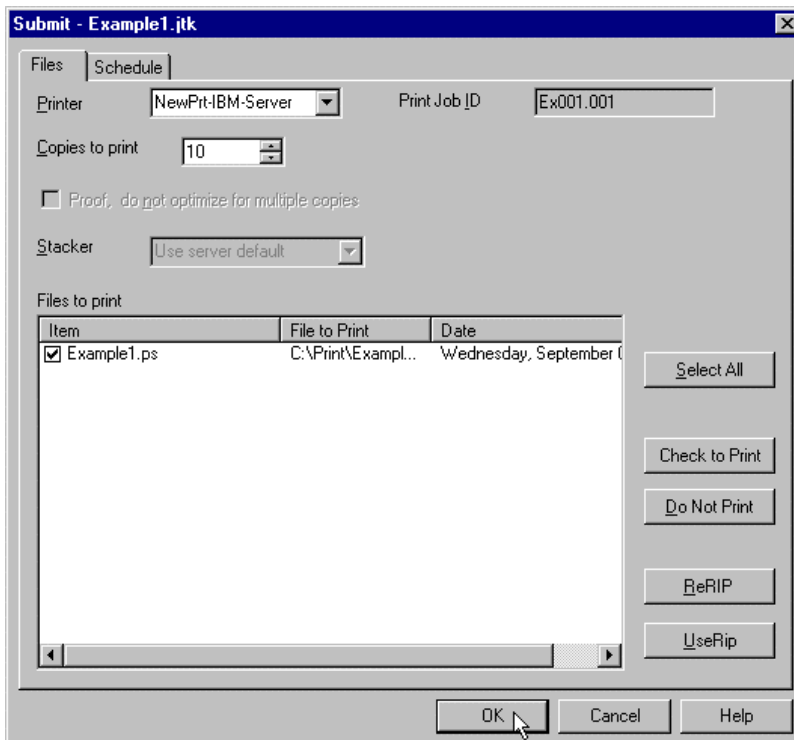 Submit - Example1.jtk
Files Schedule
Printer NewPrt-IBM-Server Print Job ID Ex001.001
Copies to print 10
Proof, do not optimize for multiple copies
Stacker Use server default
Files to print
Item File to Print Date
Example1.ps C:\Print\Exampl... Wednesday, September
Select All
Check to Print
Do Not Print
ReRIP
UseRip
OK Cancel Help